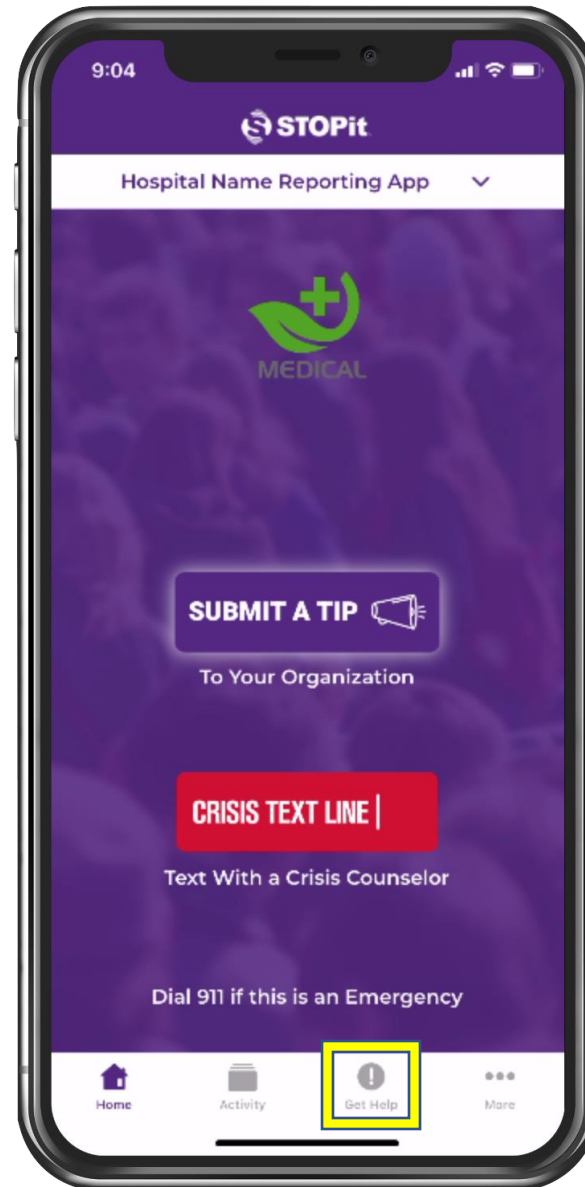 9:04
STOPit
Hospital Name Reporting App
MEDICAL
SUBMIT A TIP
To Your Organization
CRISIS TEXT LINE |
Text With a Crisis Counselor
Dial 911 if this is an Emergency
Home Activity Get Help More